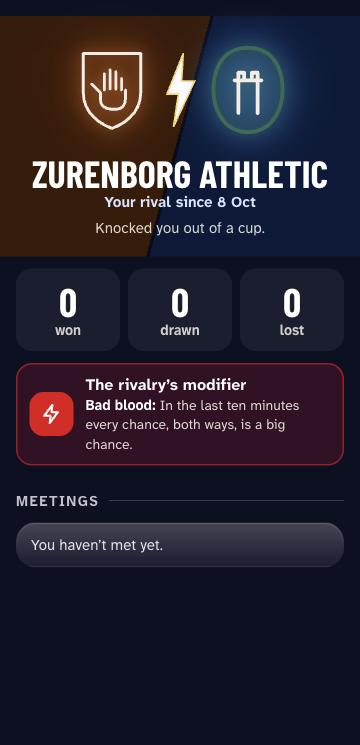 ZURENBORG ATHLETIC
Your rival since 8 Oct
Knocked you out of a cup.
0 0 0
won drawn lost
The rivalry’s modifier
Bad blood: In the last ten minutes
every chance, both ways, is a big
chance.
MEETINGS
You haven’t met yet.